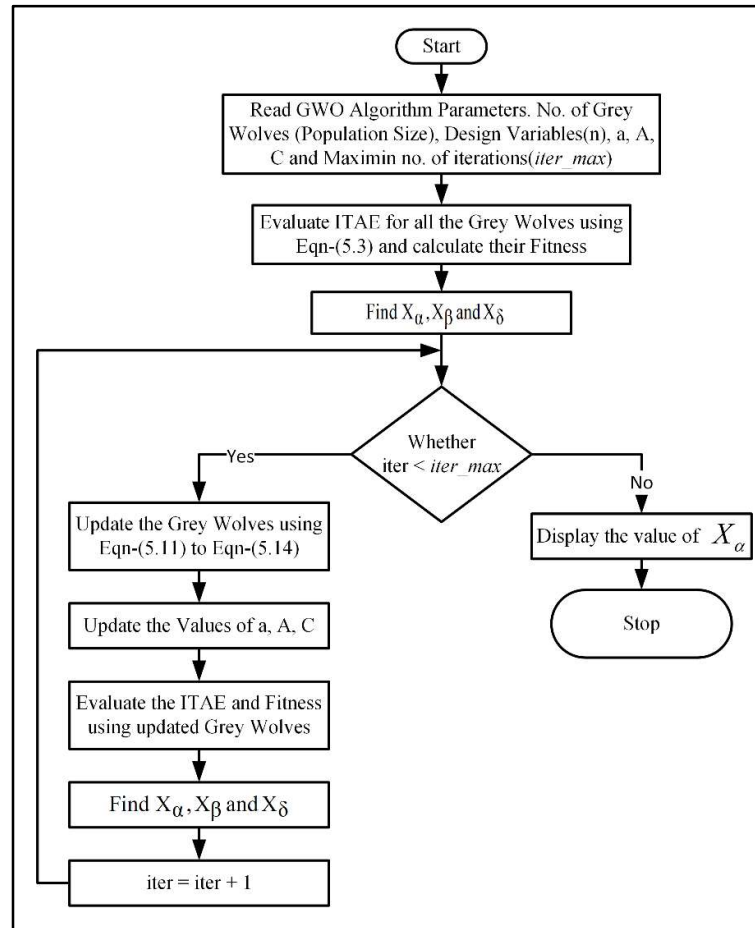 Start
Read GWO Algorithm Parameters. No. of Grey
Wolves (Population Size), Design Variables(n), a, A,
C and Maximin no. of iterations(iter_max)
Evaluate ITAE for all the Grey Wolves using
Eqn-(5.3) and calculate their Fitness
Find Xα, Xβ and Xδ
Whether
iter < iter_max
Yes
No
Update the Grey Wolves using
Eqn-(5.11) to Eqn-(5.14)
Update the Values of a, A, C
Evaluate the ITAE and Fitness
using updated Grey Wolves
Find Xα, Xβ and Xδ
iter = iter + 1
Display the value of Xα
Stop